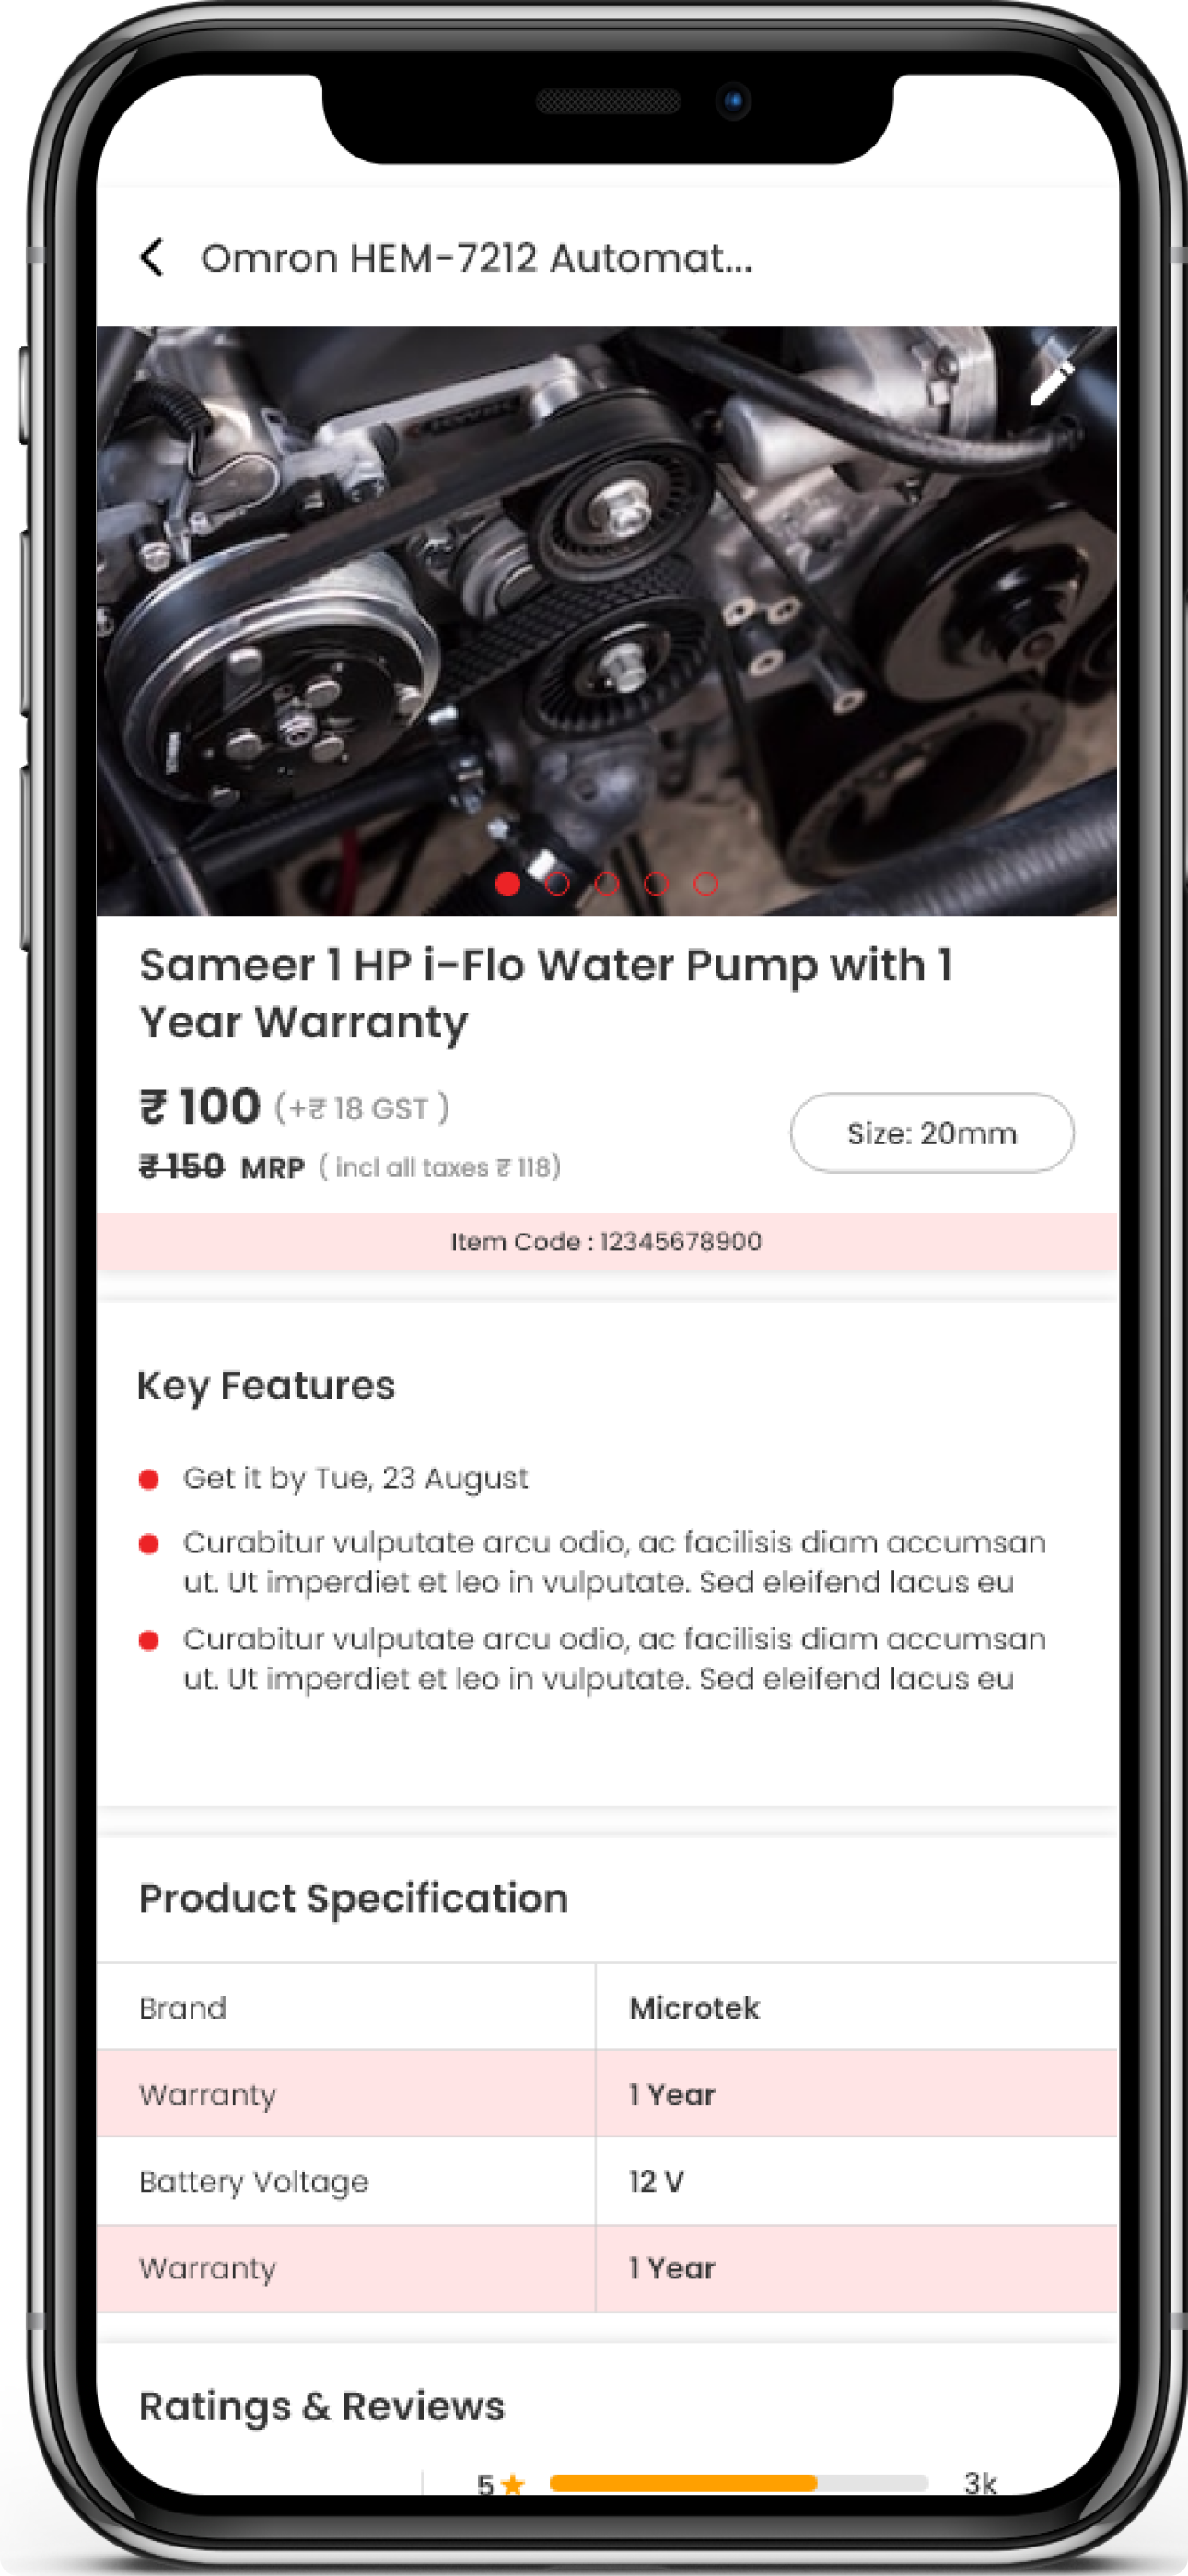 Omron HEM-7212 Automat...
Sameer 1 HP i-Flo Water Pump with 1
Year Warranty
₹ 100 (+₹ 18 GST )
₹ 150 MRP ( incl all taxes ₹ 118)
Size: 20mm
Item Code : 12345678900
Key Features
Get it by Tue, 23 August
Curabitur vulputate arcu odio, ac facilisis diam accumsan
ut. Ut imperdiet et leo in vulputate. Sed eleifend lacus eu
Curabitur vulputate arcu odio, ac facilisis diam accumsan
ut. Ut imperdiet et leo in vulputate. Sed eleifend lacus eu
Product Specification
Brand Microtek
Warranty 1 Year
Battery Voltage 12 V
Warranty 1 Year
Ratings & Reviews
5 ★ 3k